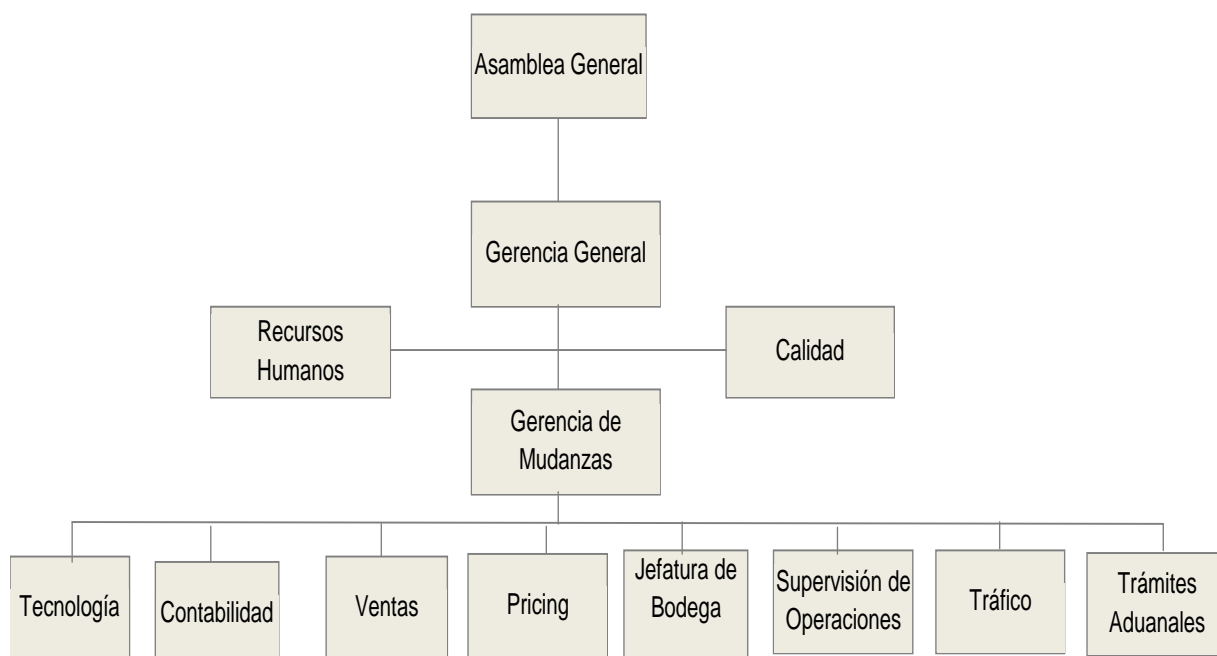 Asamblea General
Gerencia General
Recursos
Humanos
Calidad
Gerencia de
Mudanzas
Tecnología
Contabilidad
Ventas
Pricing
Jefatura de
Bodega
Supervisión de
Operaciones
Tráfico
Trámites
Aduanales